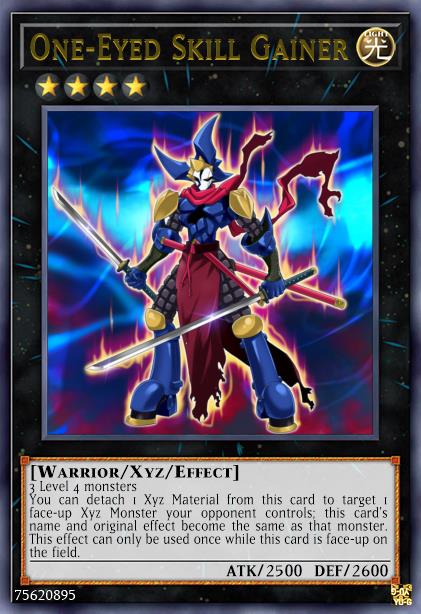 One-Eyed Skill Gainer
LIGHT
光
[Warrior/Xyz/Effect]
3 Level 4 monsters
You can detach 1 Xyz Material from this card to target 1
face-up Xyz Monster your opponent controls; this card's
name and original effect become the same as that monster.
This effect can only be used once while this card is face-up on
the field.
ATK/2500 DEF/2600
75620895